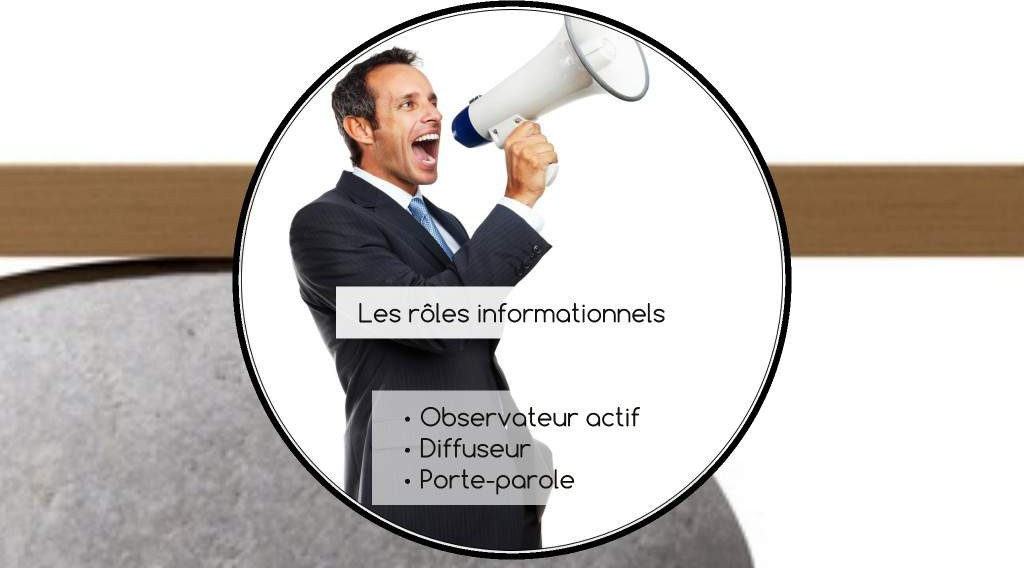 Les rôles informationnels
• Observateur actif
• Diffuseur
• Porte-parole